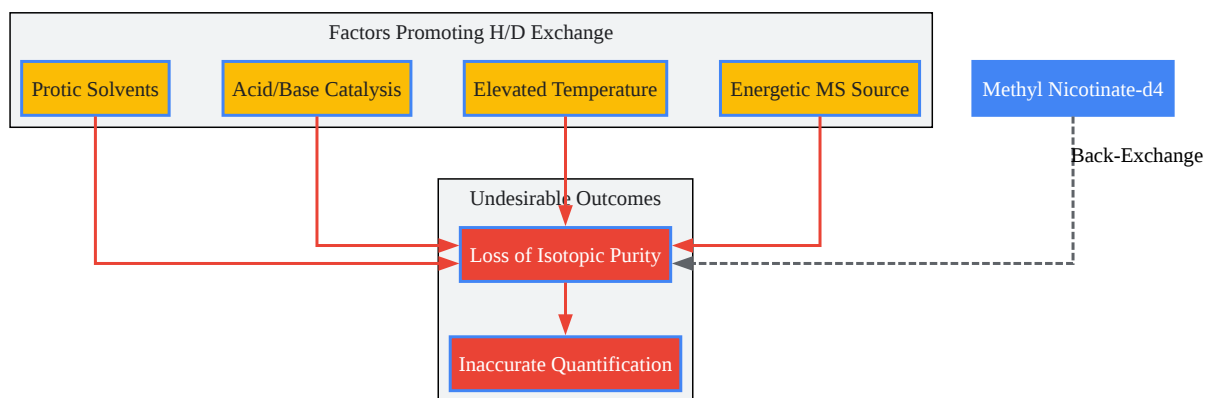 Factors Promoting H/D Exchange
Protic Solvents
Acid/Base Catalysis
Elevated Temperature
Energetic MS Source
Methyl Nicotinate-d4
Back-Exchange
Undesirable Outcomes
Loss of Isotopic Purity
Inaccurate Quantification